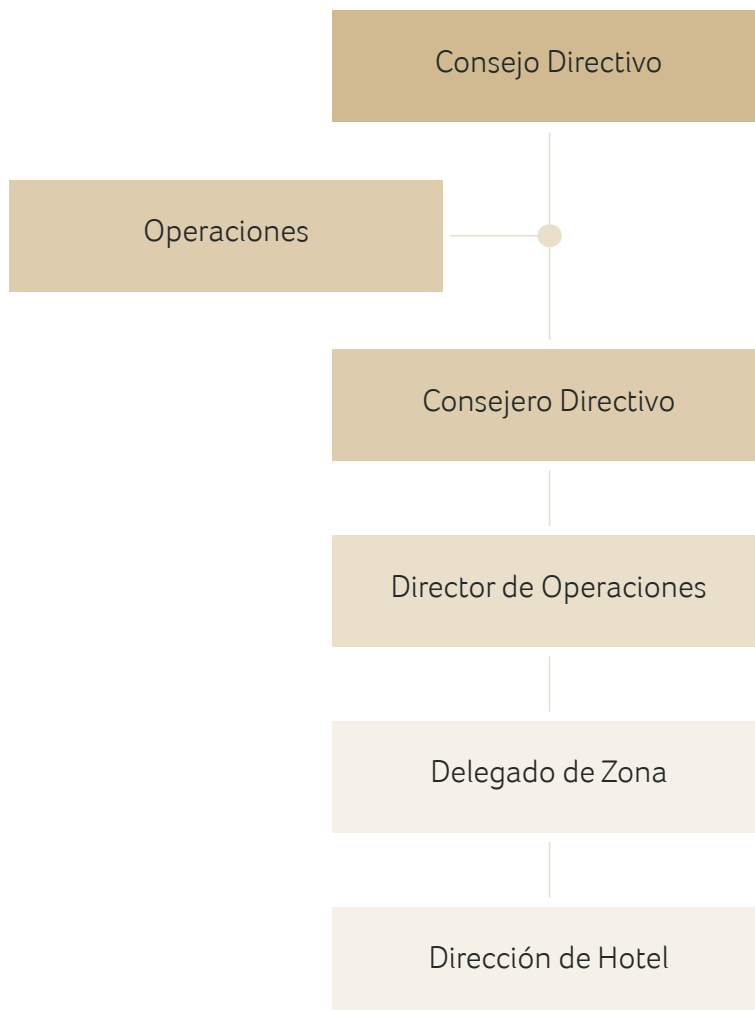 Consejo Directivo
Operaciones
Consejero Directivo
Director de Operaciones
Delegado de Zona
Dirección de Hotel